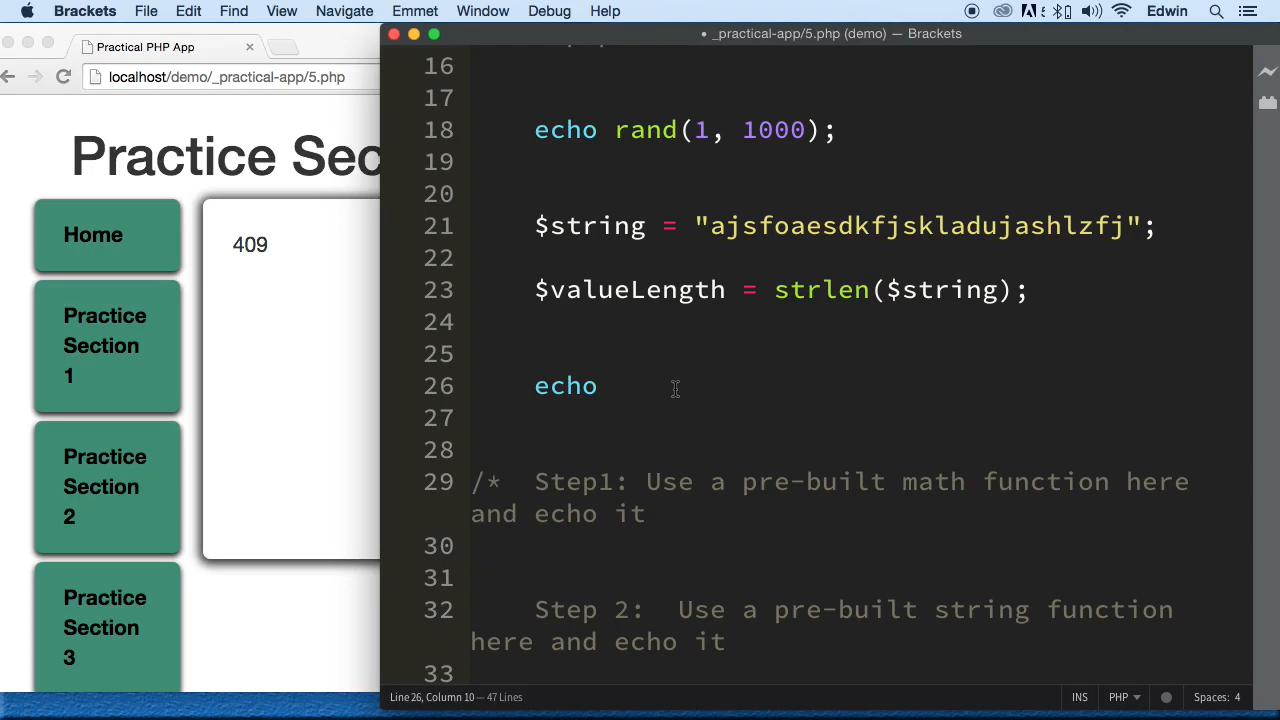 Brackets File Edit Find View Navigate Emmet Window Debug Help Edwin
Practical PHP App
_practical-app/5.php (demo) — Brackets
localhost/demo/_practical-app/5.php
Practice Sec
Home
Practice
Section
1
Practice
Section
2
Practice
Section
3
409
16
17
18 echo rand(1, 1000);
19
20
21 $string = "ajsfoaesdkfjskladujashlzfj";
22
23 $valueLength = strlen($string);
24
25
26 echo
27
28
29 /* Step1: Use a pre-built math function here
and echo it
30
31
32 Step 2: Use a pre-built string function
here and echo it
33
Line 26, Column 10 — 47 Lines
INS PHP Spaces: 4